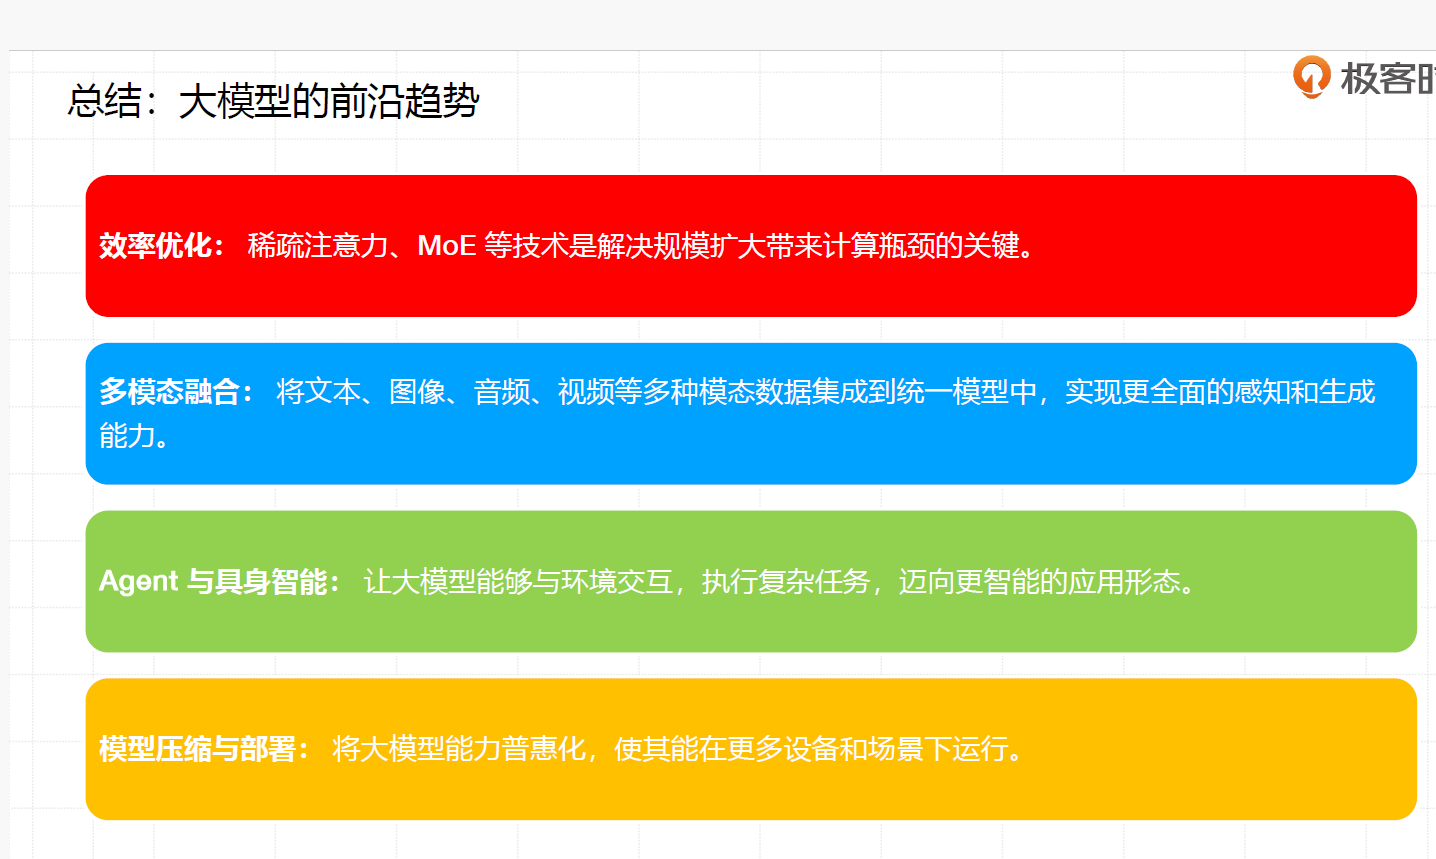 总结：大模型的前沿趋势
极客时
效率优化： 稀疏注意力、MoE 等技术是解决规模扩大带来计算瓶颈的关键。
多模态融合： 将文本、图像、音频、视频等多种模态数据集成到统一模型中，实现更全面的感知和生成
能力。
Agent 与具身智能： 让大模型能够与环境交互，执行复杂任务，迈向更智能的应用形态。
模型压缩与部署： 将大模型能力普惠化，使其能在更多设备和场景下运行。